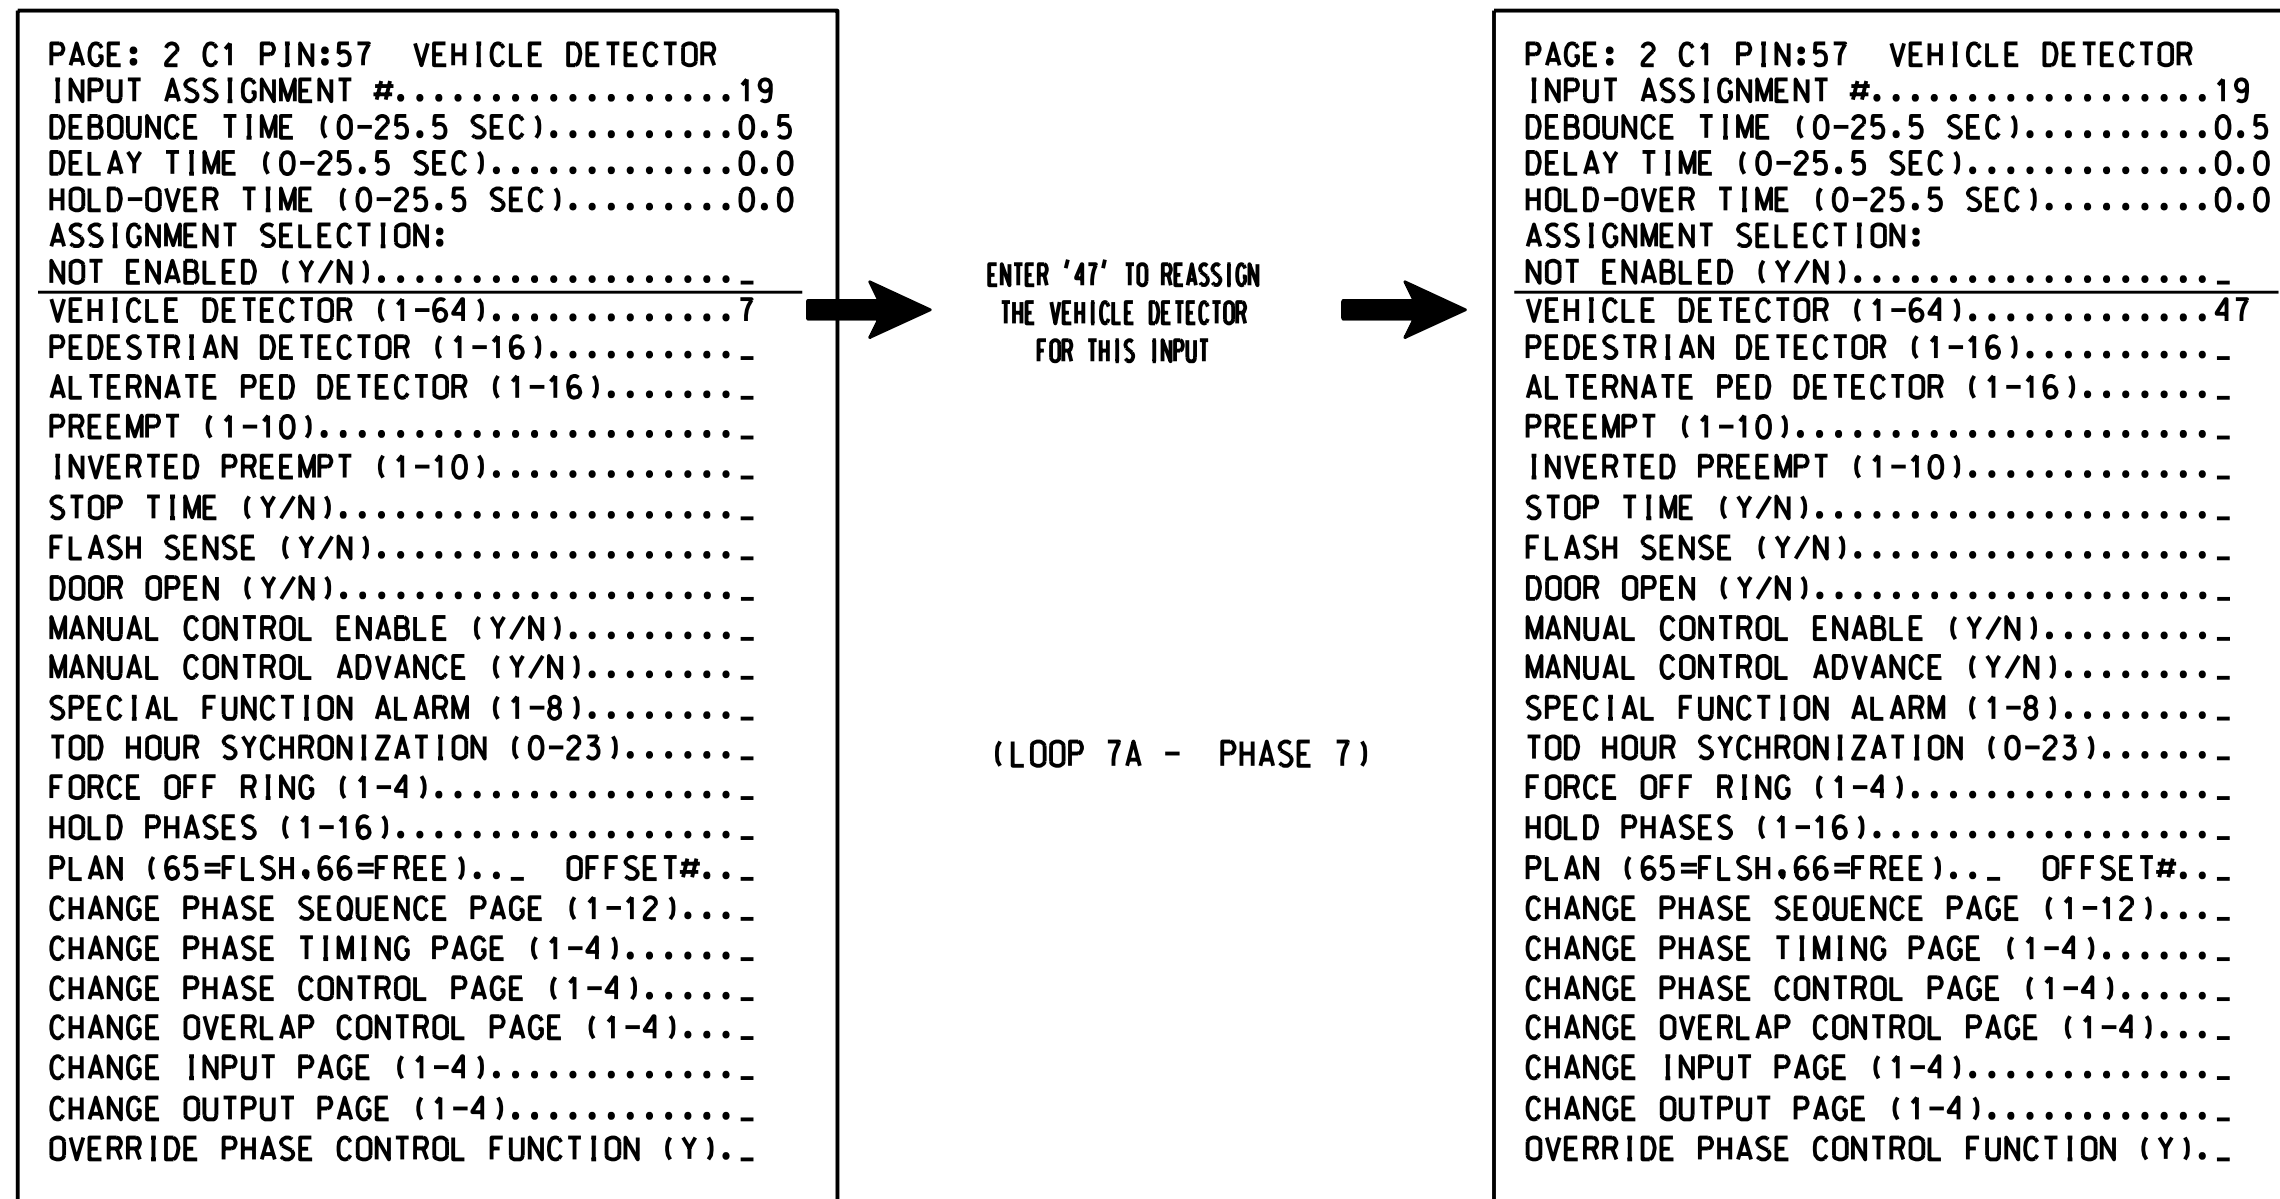 PAGE: 2 C1 PIN:57 VEHICLE DETECTOR
INPUT ASSIGNMENT #..................19
DEBOUNCE TIME (0-25.5 SEC)..........0.5
DELAY TIME (0-25.5 SEC).............0.0
HOLD-OVER TIME (0-25.5 SEC).........0.0
ASSIGNMENT SELECTION:
NOT ENABLED (Y/N)..................._
VEHICLE DETECTOR (1-64).............7
PEDESTRIAN DETECTOR (1-16).........._
ALTERNATE PED DETECTOR (1-16)......._
PREEMPT (1-10)......................_
INVERTED PREEMPT (1-10)............._
STOP TIME (Y/N)....................._
FLASH SENSE (Y/N)..................._
DOOR OPEN (Y/N)....................._
MANUAL CONTROL ENABLE (Y/N)........._
MANUAL CONTROL ADVANCE (Y/N)........_
SPECIAL FUNCTION ALARM (1-8)........_
TOD HOUR SYCHRONIZATION (0-23)......_
FORCE OFF RING (1-4)................_
HOLD PHASES (1-16).................._
PLAN (65=FLSH,66=FREE).._ OFFSET#.._
CHANGE PHASE SEQUENCE PAGE (1-12)..._
CHANGE PHASE TIMING PAGE (1-4)......_
CHANGE PHASE CONTROL PAGE (1-4)....._
CHANGE OVERLAP CONTROL PAGE (1-4)..._
CHANGE INPUT PAGE (1-4)............._
CHANGE OUTPUT PAGE (1-4)............_
OVERRIDE PHASE CONTROL FUNCTION (Y)._
ENTER '47' TO REASSIGN
THE VEHICLE DETECTOR
FOR THIS INPUT
(LOOP 7A - PHASE 7)
PAGE: 2 C1 PIN:57 VEHICLE DETECTOR
INPUT ASSIGNMENT #..................19
DEBOUNCE TIME (0-25.5 SEC)..........0.5
DELAY TIME (0-25.5 SEC).............0.0
HOLD-OVER TIME (0-25.5 SEC).........0.0
ASSIGNMENT SELECTION:
NOT ENABLED (Y/N)..................._
VEHICLE DETECTOR (1-64).............47
PEDESTRIAN DETECTOR (1-16).........._
ALTERNATE PED DETECTOR (1-16)......._
PREEMPT (1-10)......................_
INVERTED PREEMPT (1-10)............._
STOP TIME (Y/N)....................._
FLASH SENSE (Y/N)..................._
DOOR OPEN (Y/N)....................._
MANUAL CONTROL ENABLE (Y/N)........._
MANUAL CONTROL ADVANCE (Y/N)........_
SPECIAL FUNCTION ALARM (1-8)........_
TOD HOUR SYCHRONIZATION (0-23)......_
FORCE OFF RING (1-4)................_
HOLD PHASES (1-16).................._
PLAN (65=FLSH,66=FREE).._ OFFSET#.._
CHANGE PHASE SEQUENCE PAGE (1-12)..._
CHANGE PHASE TIMING PAGE (1-4)......_
CHANGE PHASE CONTROL PAGE (1-4)....._
CHANGE OVERLAP CONTROL PAGE (1-4)..._
CHANGE INPUT PAGE (1-4)............._
CHANGE OUTPUT PAGE (1-4)............_
OVERRIDE PHASE CONTROL FUNCTION (Y)._